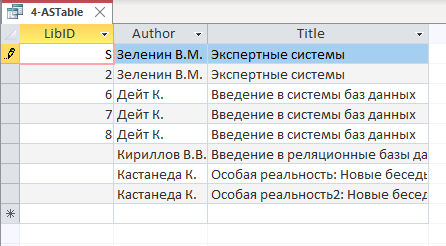 4-ASTable
LibID Author Title
S Зеленин В.М. Экспертные системы
2 Зеленин В.М. Экспертные системы
6 Дейт К. Введение в системы баз данных
7 Дейт К. Введение в системы баз данных
8 Дейт К. Введение в системы баз данных
Кириллов В.В. Введение в реляционные базы да
Кастанеда К. Особая реальность: Новые бесед
Кастанеда К. Особая реальность2: Новые бесе